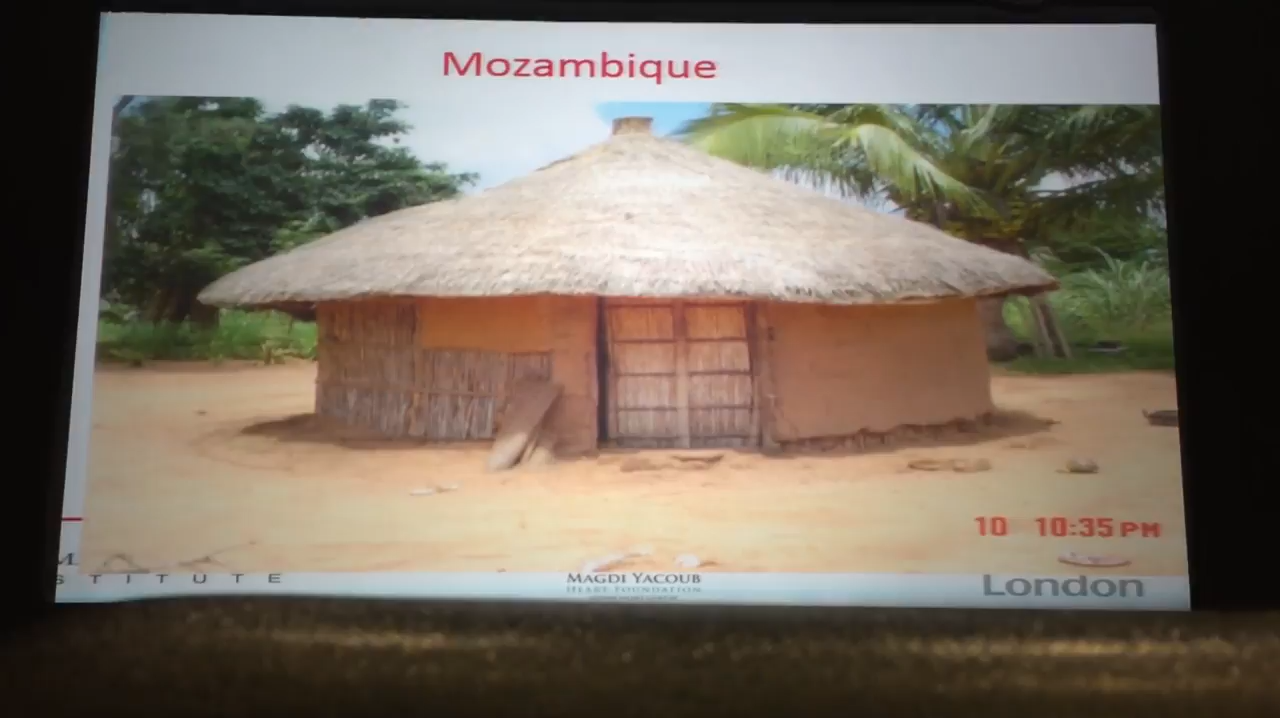 Mozambique
10 10:35 PM
STITUTE
MAGDI YACOUB
HEART FOUNDATION
London